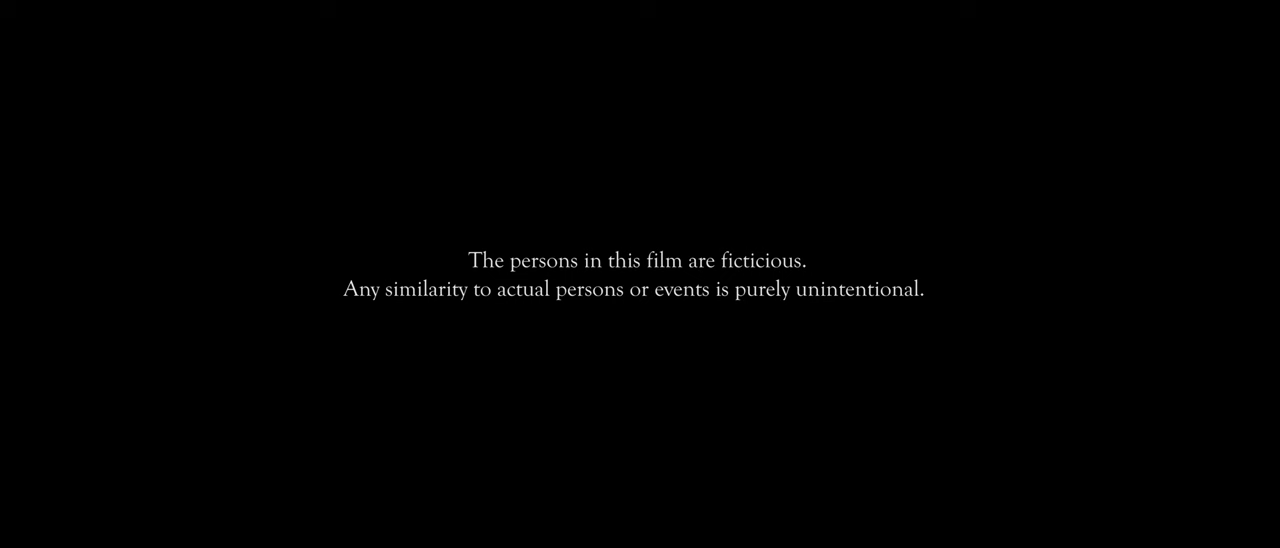 The persons in this film are ficticious.
Any similarity to actual persons or events is purely unintentional.